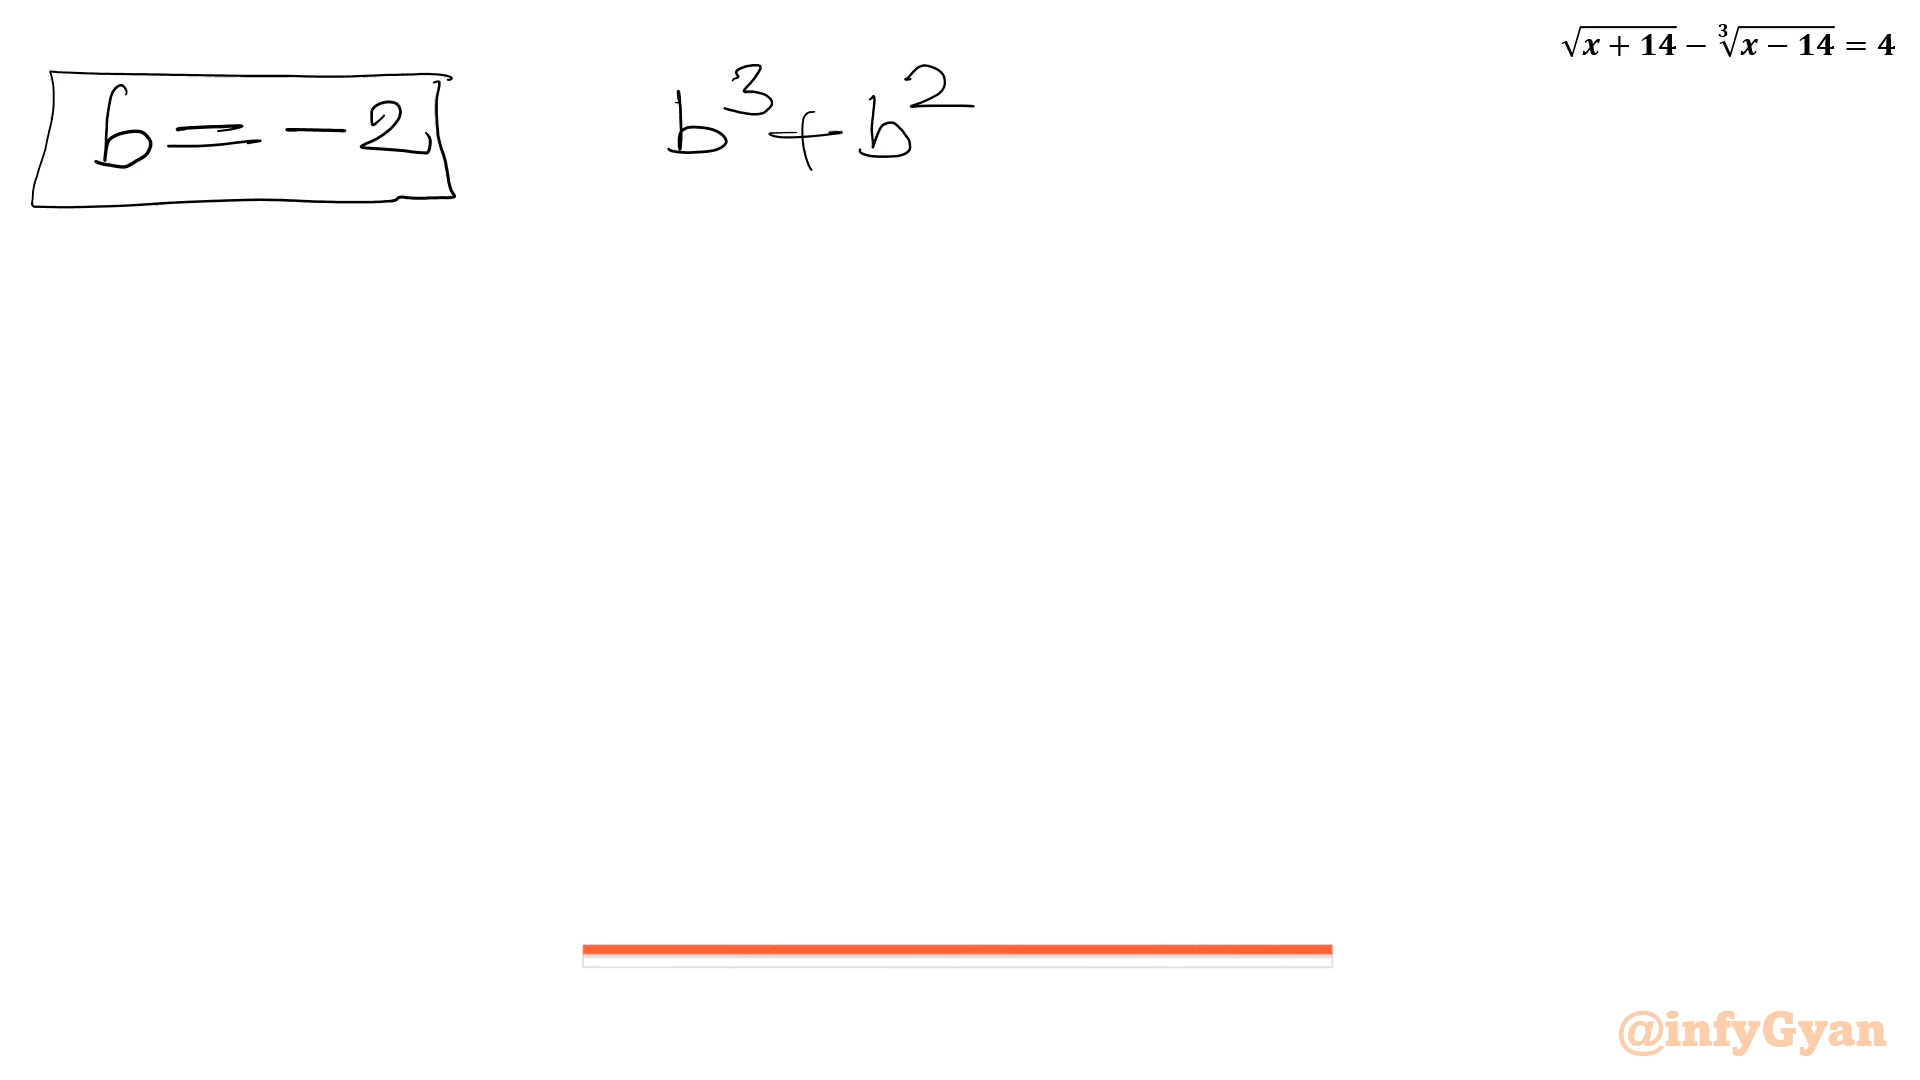 √(x + 14) − ∛(x − 14) = 4
b = -2 b³ + b²
@infyGyan